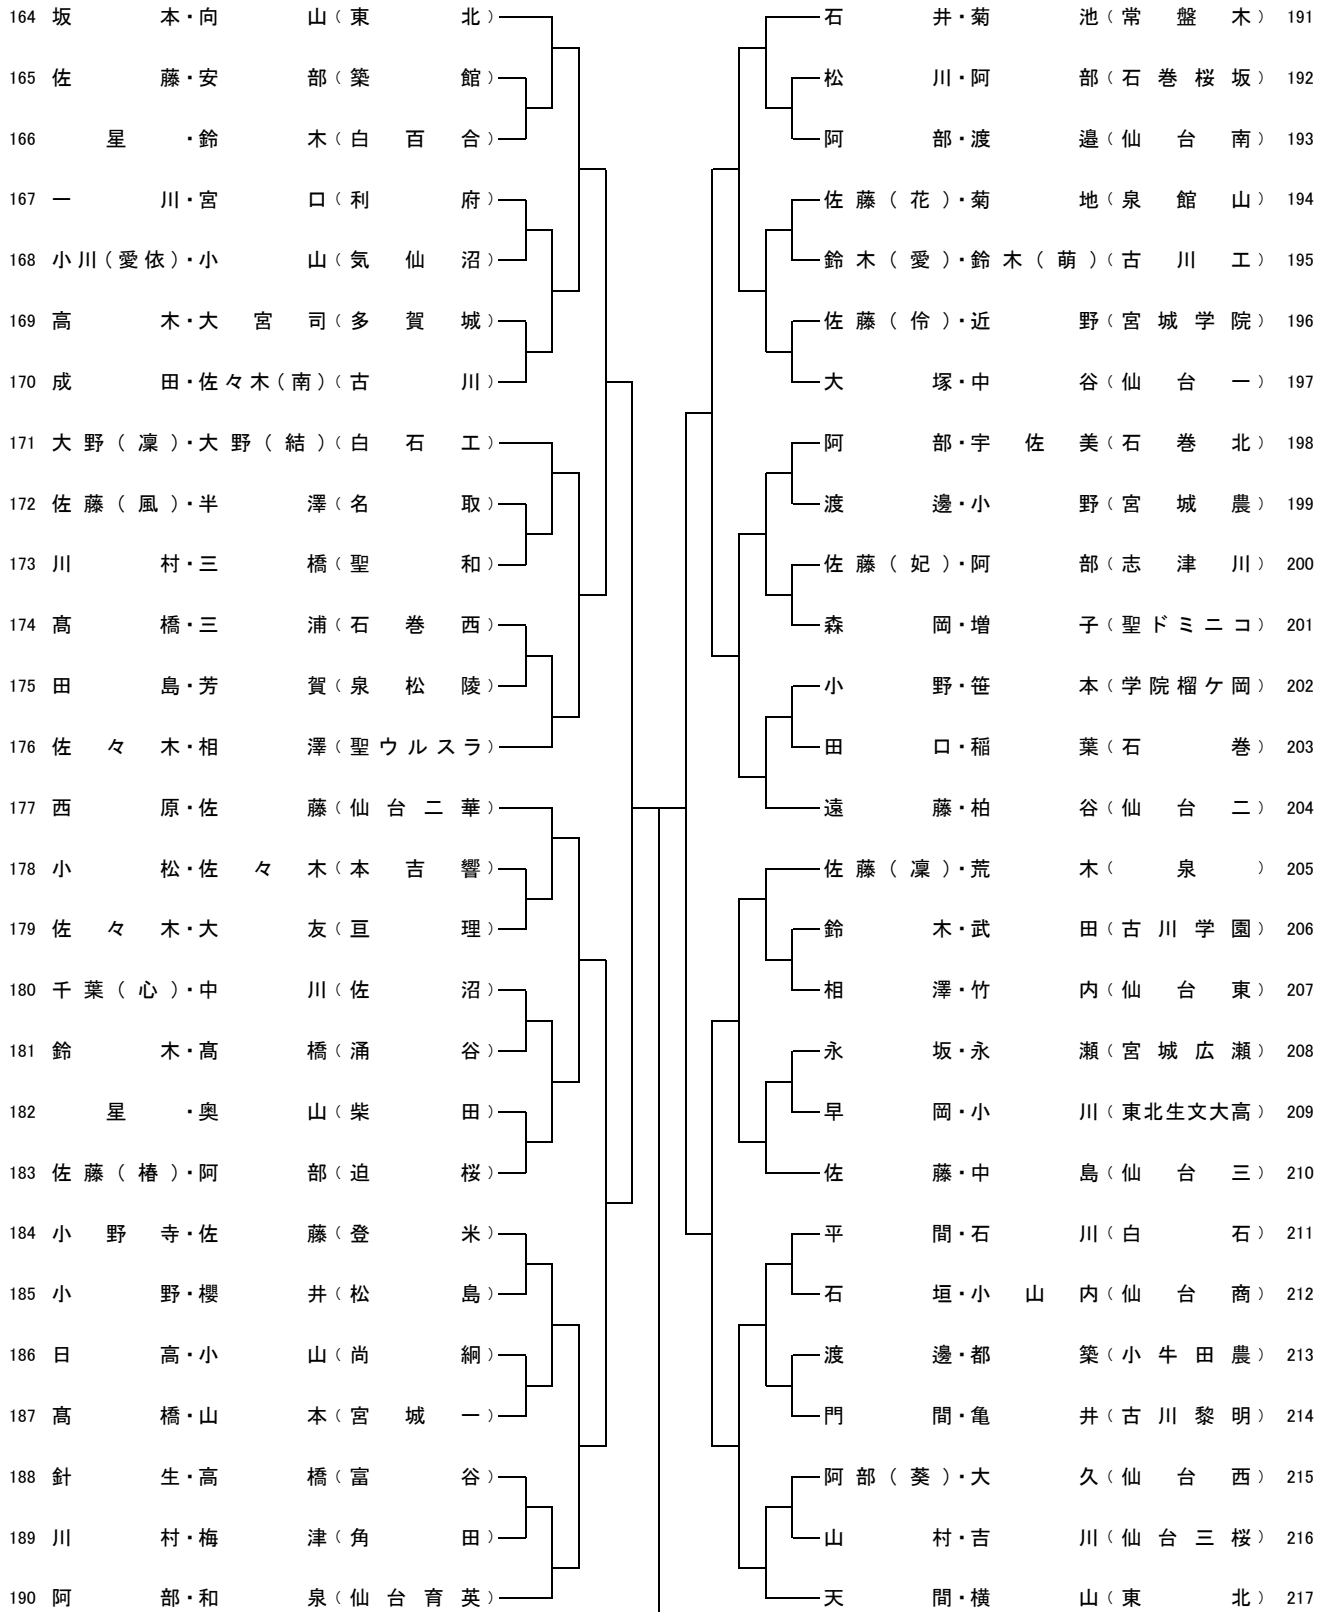 164 坂本・向山（東北）
165 佐藤・安部（築館）
166 星・鈴木（白百合）
167 一川・宮口（利府）
168 小川（愛依）・小山（気仙沼）
169 高木・大宮司（多賀城）
170 成田・佐々木（南）（古川）
171 大野（凜）・大野（結）（白石工）
172 佐藤（風）・半澤（名取）
173 川村・三橋（聖和）
174 髙橋・三浦（石巻西）
175 田島・芳賀（泉松陵）
176 佐々木・相澤（聖ウルスラ）
177 西原・佐藤（仙台二華）
178 小松・佐々木（本吉響）
179 佐々木・大友（亘理）
180 千葉（心）・中川（佐沼）
181 鈴木・髙橋（涌谷）
182 星・奥山（柴田）
183 佐藤（椿）・阿部（迫桜）
184 小野寺・佐藤（登米）
185 小野・櫻井（松島）
186 日高・小山（尚絅）
187 髙橋・山本（宮城一）
188 針生・高橋（富谷）
189 川村・梅津（角田）
190 阿部・和泉（仙台育英）
石井・菊池（常盤木）191
松川・阿部（石巻桜坂）192
阿部・渡邉（仙台南）193
佐藤（花）・菊地（泉館山）194
鈴木（愛）・鈴木（萌）（古川工）195
佐藤（伶）・近野（宮城学院）196
大塚・中谷（仙台一）197
阿部・宇佐美（石巻北）198
渡邊・小野（宮城農）199
佐藤（妃）・阿部（志津川）200
森岡・増子（聖ドミニコ）201
小野・笹本（学院榴ケ岡）202
田口・稲葉（石巻）203
遠藤・柏谷（仙台二）204
佐藤（凜）・荒木（泉）205
鈴木・武田（古川学園）206
相澤・竹内（仙台東）207
永坂・永瀬（宮城広瀬）208
早岡・小川（東北生文大高）209
佐藤・中島（仙台三）210
平間・石川（白石）211
石垣・小山内（仙台商）212
渡邊・都築（小牛田農）213
門間・亀井（古川黎明）214
阿部（葵）・大久（仙台西）215
山村・吉川（仙台三桜）216
天間・横山（東北）217